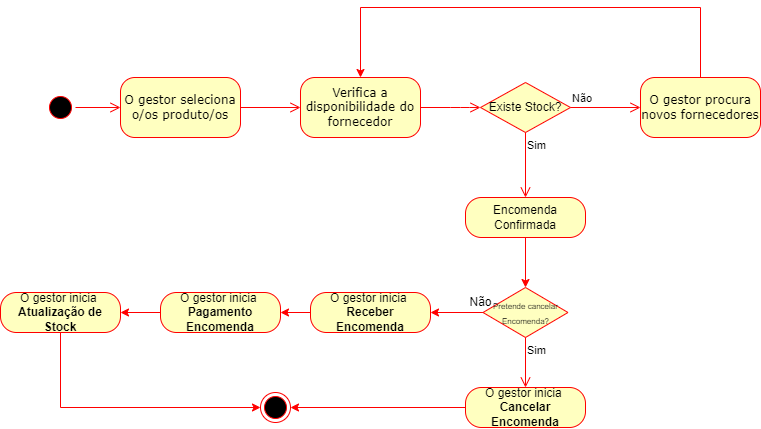 O gestor seleciona
o/os produto/os
Verifica a
disponibilidade do
fornecedor
Existe Stock?
Não
O gestor procura
novos fornecedores
Sim
Encomenda
Confirmada
O gestor inicia
Atualização de
Stock
O gestor inicia
Pagamento
Encomenda
O gestor inicia
Receber
Encomenda
Não
Pretende cancelar
Encomenda?
Sim
O gestor inicia
Cancelar
Encomenda